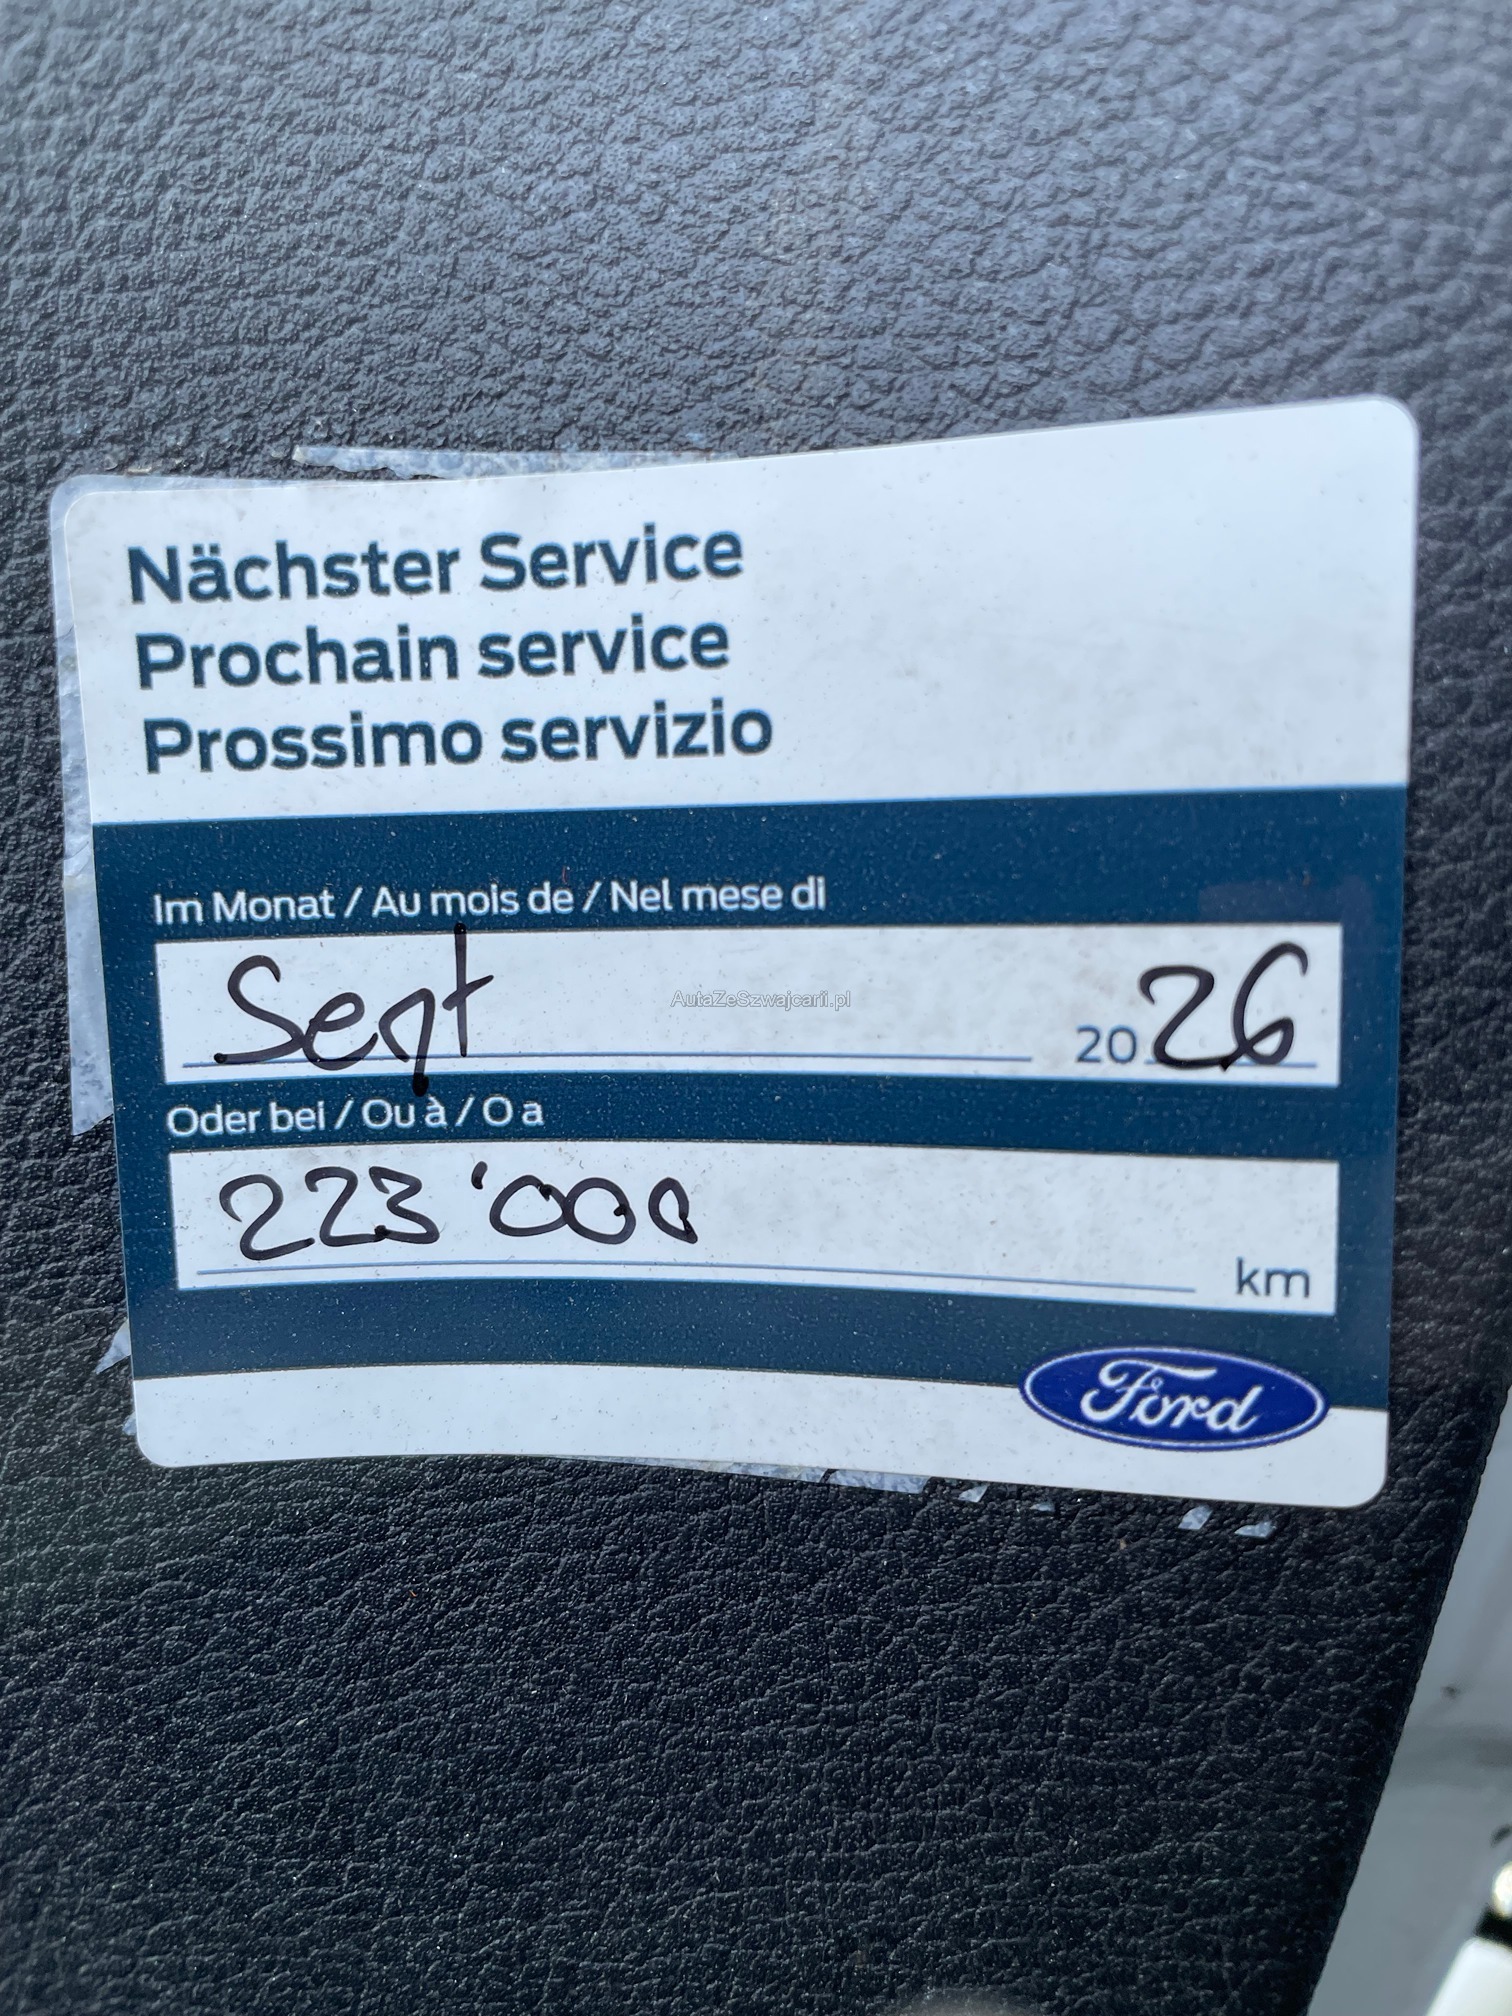 Nächster Service
Prochain service
Prossimo servizio
Im Monat / Au mois de / Nel mese di
Sept 2026
AutaZeSzwajcarii.pl
Oder bei / Ou à / O a
223'000 km
Ford